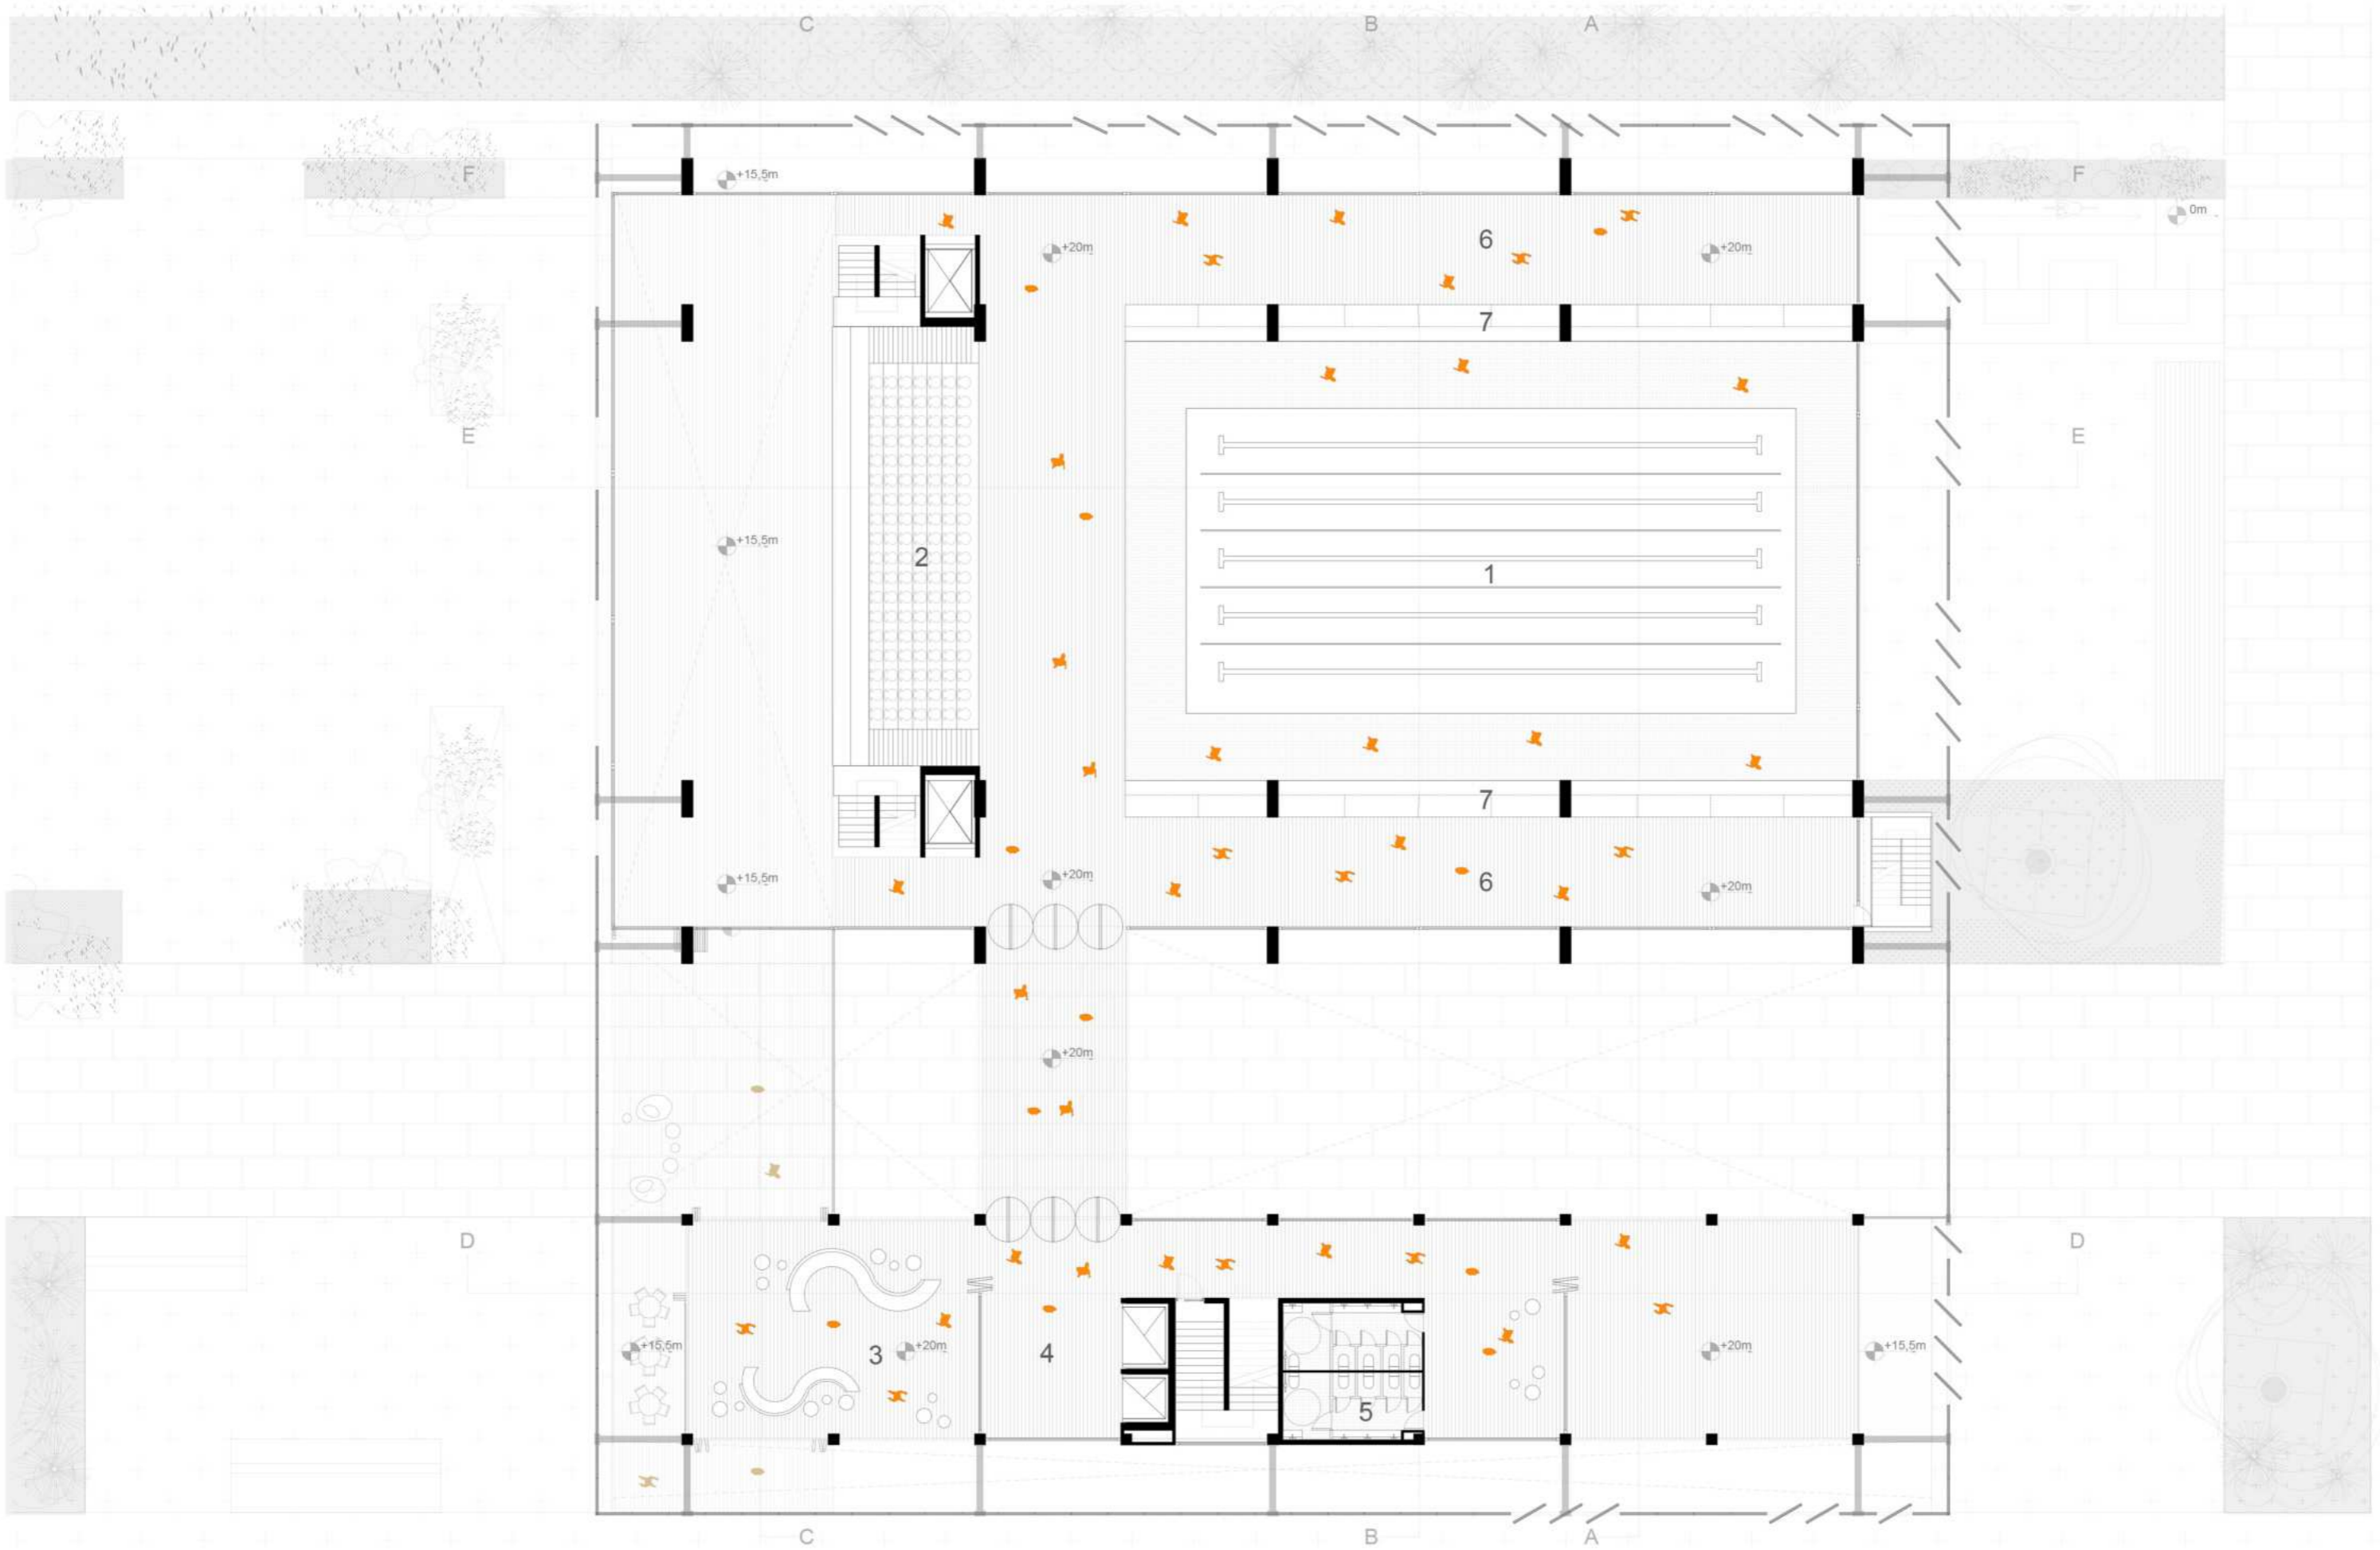 C B A
F +15,5m F
0m
+20m 6 +20m
7
E E
+15,5m 2 1
7
+15,5m +20m 6 +20m
+20m
D D
+15,5m 3 +20m 4 +20m +15,5m
5
C B A